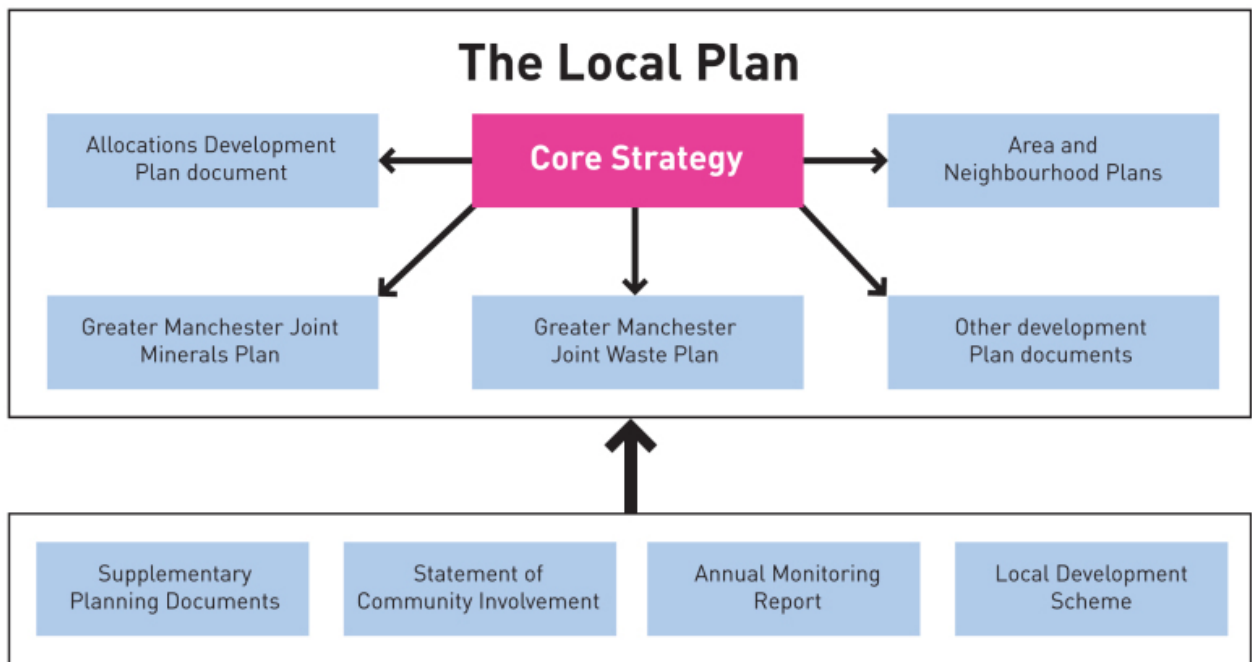 The Local Plan
Allocations Development
Plan document
Core Strategy
Area and
Neighbourhood Plans
Greater Manchester Joint
Minerals Plan
Greater Manchester
Joint Waste Plan
Other development
Plan documents
Supplementary
Planning Documents
Statement of
Community Involvement
Annual Monitoring
Report
Local Development
Scheme